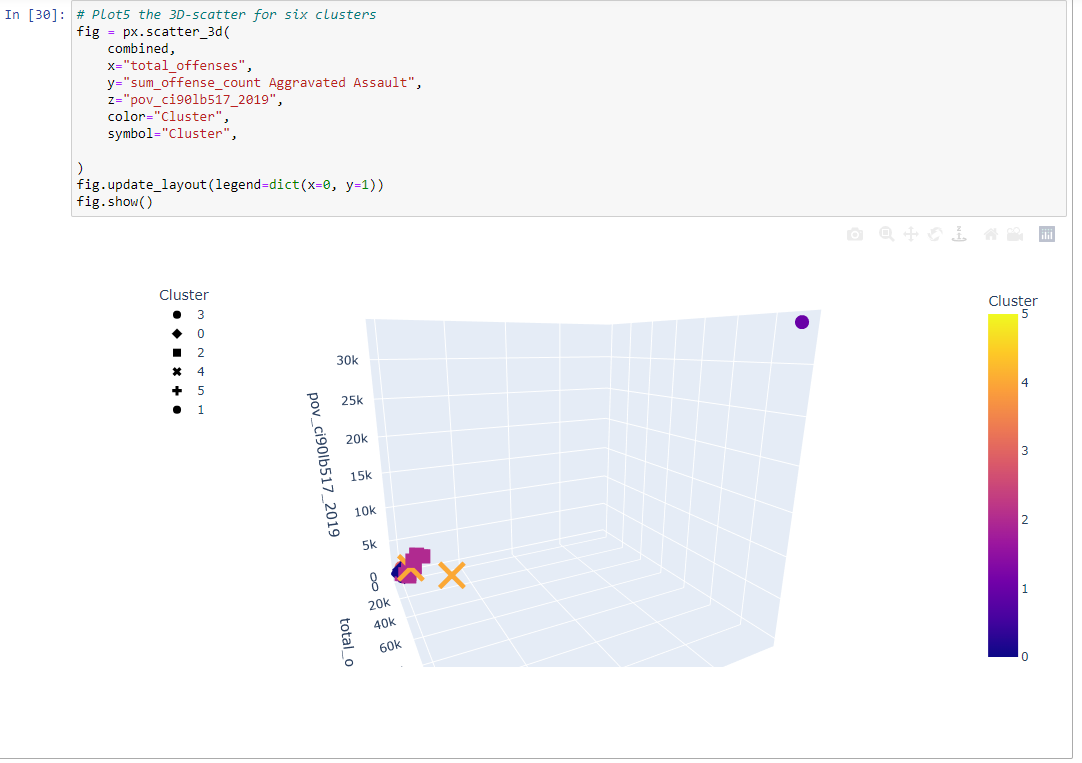 In [30]: # Plot5 the 3D-scatter for six clusters
fig = px.scatter_3d(
    combined,
    x="total_offenses",
    y="sum_offense_count Aggravated Assault",
    z="pov_ci90lb517_2019",
    color="Cluster",
    symbol="Cluster",
)
fig.update_layout(legend=dict(x=0, y=1))
fig.show()
Cluster
3
0
2
4
5
1
30k
25k
20k
15k
10k
5k
0
pov_ci90lb517_2019
0
20k
40k
60k
total_o
Cluster
5
4
3
2
1
0